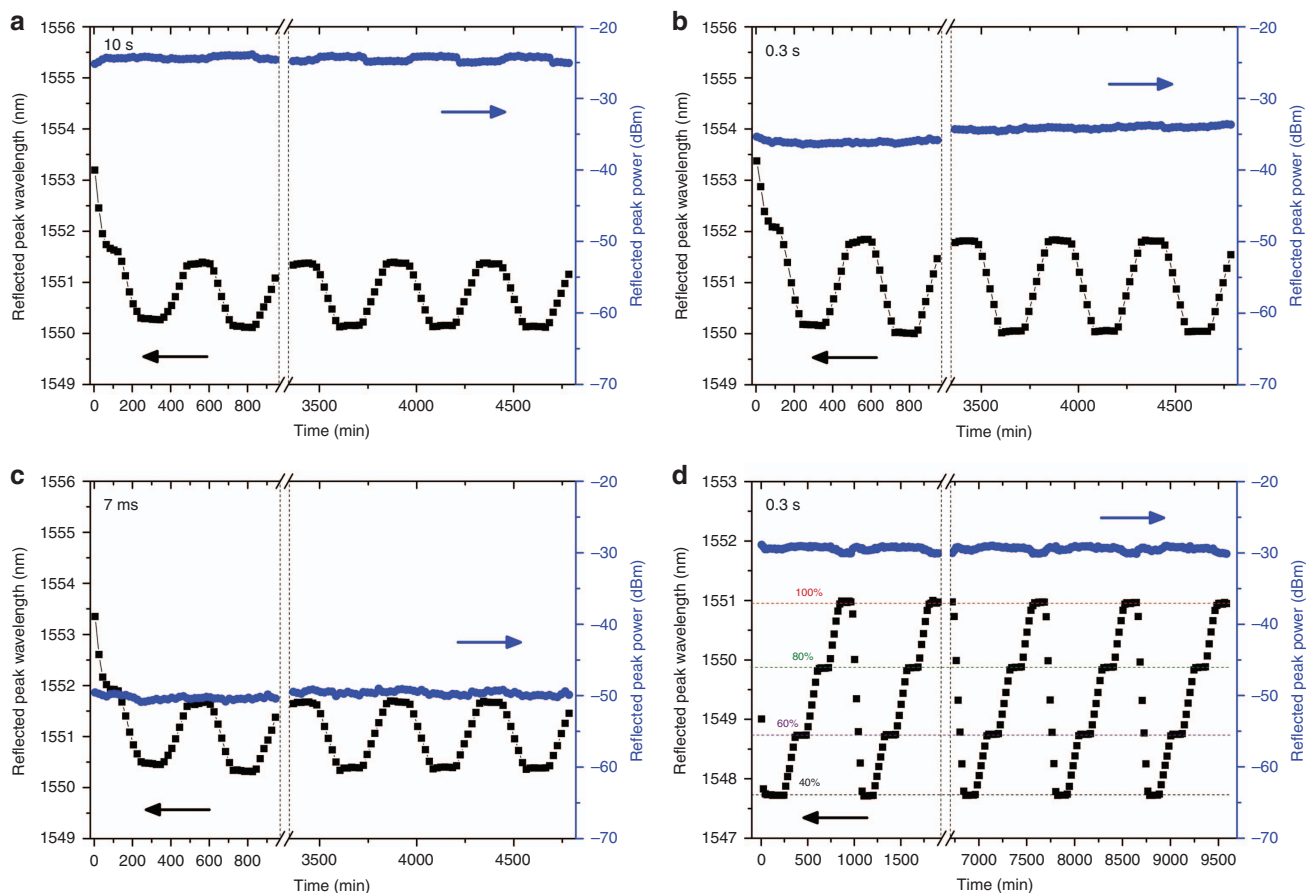 a
10 s
1556
1555
1554
1553
1552
1551
1550
1549
Reflected peak wavelength (nm)
–20
–30
–40
–50
–60
–70
Reflected peak power (dBm)
0 200 400 600 800 3500 4000 4500
Time (min)
b
0.3 s
1556
1555
1554
1553
1552
1551
1550
1549
Reflected peak wavelength (nm)
–20
–30
–40
–50
–60
–70
Reflected peak power (dBm)
0 200 400 600 800 3500 4000 4500
Time (min)
c
7 ms
1556
1555
1554
1553
1552
1551
1550
1549
Reflected peak wavelength (nm)
–20
–30
–40
–50
–60
–70
Reflected peak power (dBm)
0 200 400 600 800 3500 4000 4500
Time (min)
d
0.3 s
1553
1552
1551
1550
1549
1548
1547
Reflected peak wavelength (nm)
100%
80%
60%
40%
–20
–30
–40
–50
–60
–70
Reflected peak power (dBm)
0 500 1000 1500 7000 7500 8000 8500 9000 9500
Time (min)